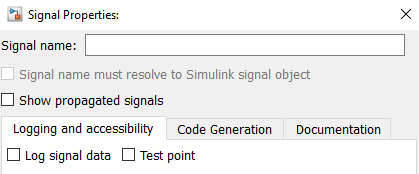 Signal Properties:
Signal name:
Signal name must resolve to Simulink signal object
Show propagated signals
Logging and accessibility Code Generation Documentation
Log signal data Test point